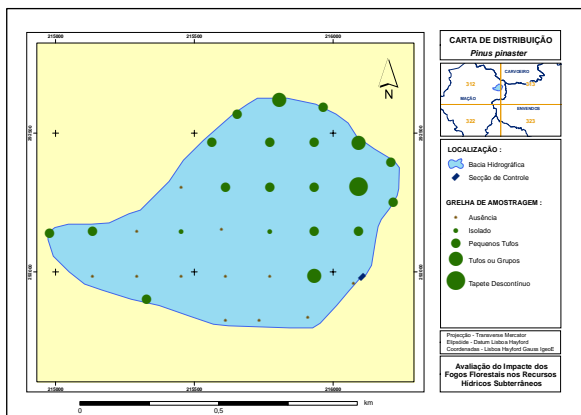 215000
215500
216000
N
CARTA DE DISTRIBUIÇÃO
Pinus pinaster
CARVOEIRO
312
313
MAÇÃO
ENVENDOS
322
323
LOCALIZAÇÃO :
Bacia Hidrográfica
Secção de Controle
GRELHA DE AMOSTRAGEM :
Ausência
Isolado
Pequenos Tufos
Tufos ou Grupos
Tapete Descontínuo
Projecção - Transverse Mercator
Elipsóide - Datum Lisboa Hayford
Coordenadas - Lisboa Hayford Gauss IgeoE
Avaliação do Impacte dos
Fogos Florestais nos Recursos
Hídricos Subterrâneos
215000
215500
216000
km
0
0,5
1